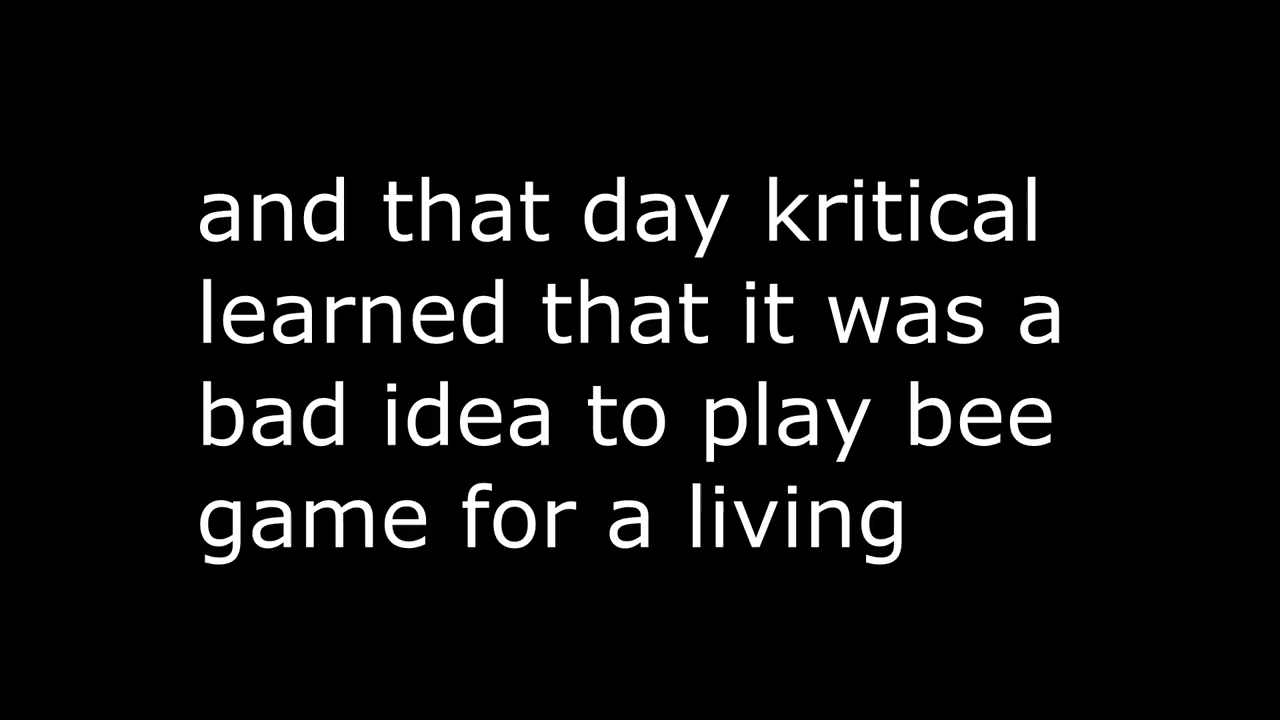 and that day kritical
learned that it was a
bad idea to play bee
game for a living